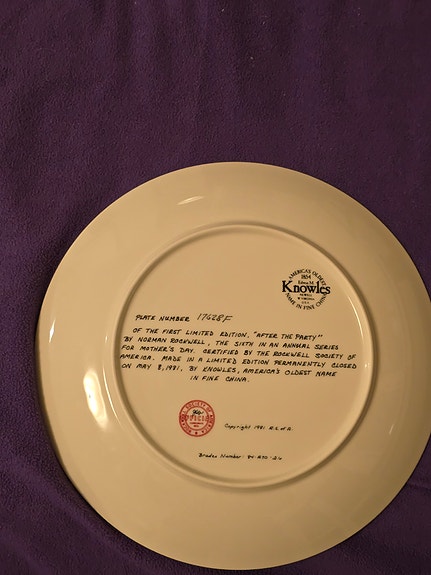 AMERICA'S OLDEST
1854
Edwin M.
Knowles
NEWELL
W. VIRGINIA
U.S.A.
NAME IN FINE CHINA
PLATE NUMBER 17628F
OF THE FIRST LIMITED EDITION, "AFTER THE PARTY"
BY NORMAN ROCKWELL, THE SIXTH IN AN ANNUAL SERIES
FOR MOTHER'S DAY. CERTIFIED BY THE ROCKWELL SOCIETY OF
AMERICA. MADE IN A LIMITED EDITION PERMANENTLY CLOSED
ON MAY 8, 1981, BY KNOWLES, AMERICA'S OLDEST NAME
IN FINE CHINA.
Copyright 1981 R.S. of A.
Bradex Number: 84-R70-2.6